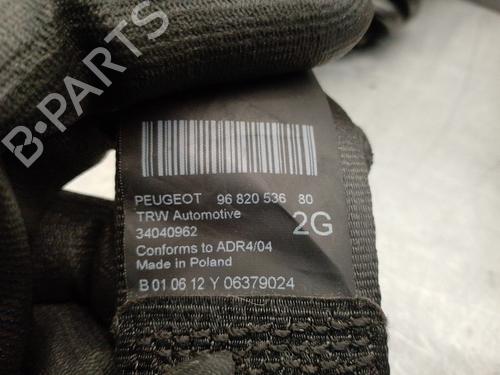 B-PARTS
PEUGEOT 96 820 536 80
TRW Automotive 2G
34040962
Conforms to ADR4/04
Made in Poland
B 01 06 12 Y 06379024